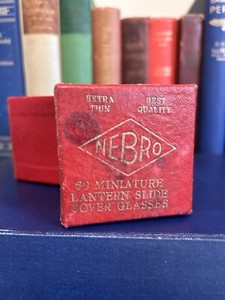 EXTRA THIN
BEST QUALITY
NEBRO
50 MINIATURE
LANTERN SLIDE
COVER GLASSES